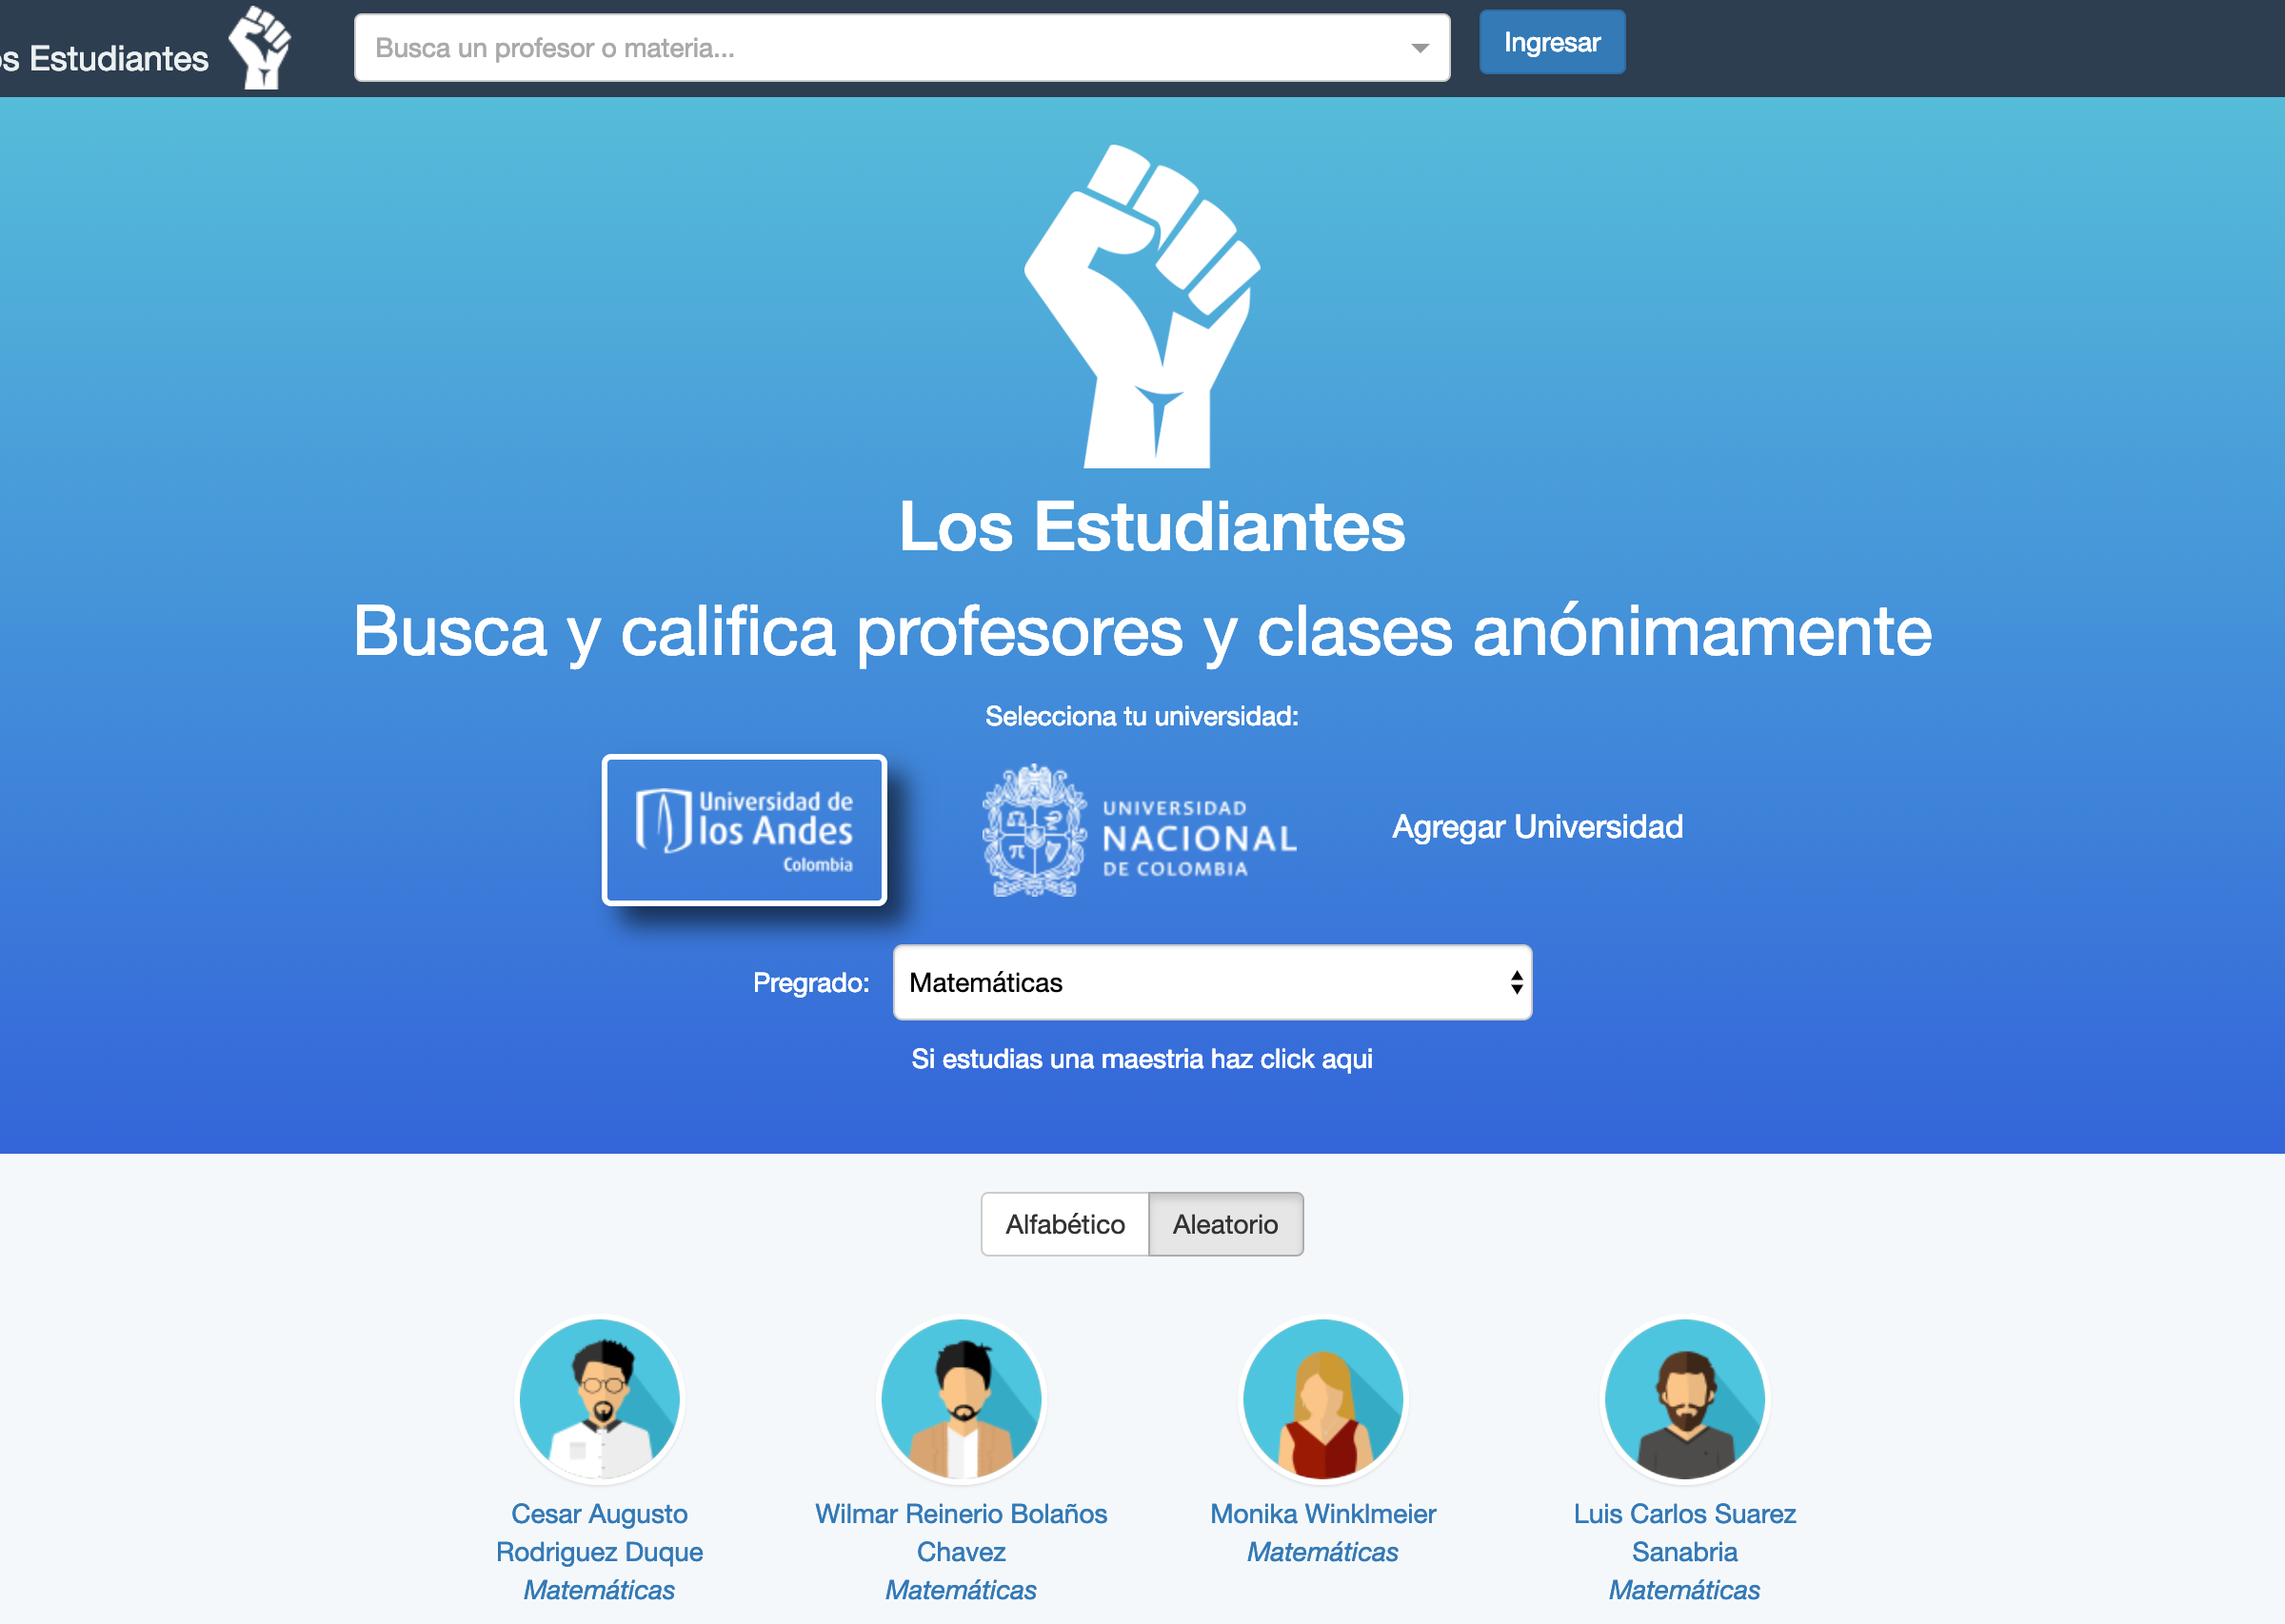 os Estudiantes
Busca un profesor o materia...
Ingresar
Los Estudiantes
Busca y califica profesores y clases anónimamente
Selecciona tu universidad:
Universidad de
los Andes
Colombia
UNIVERSIDAD
NACIONAL
DE COLOMBIA
Agregar Universidad
Pregrado:
Matemáticas
Si estudias una maestria haz click aqui
Alfabético
Aleatorio
Cesar Augusto
Rodriguez Duque
Matemáticas
Wilmar Reinerio Bolaños
Chavez
Matemáticas
Monika Winklmeier
Matemáticas
Luis Carlos Suarez
Sanabria
Matemáticas